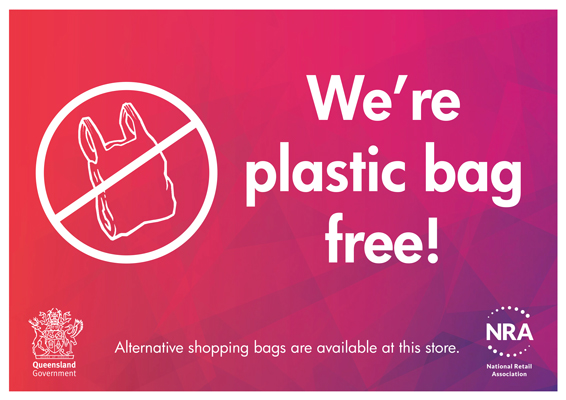 We're
plastic bag
free!
Alternative shopping bags are available at this store.
Queensland
Government
NRA
National Retail
Association